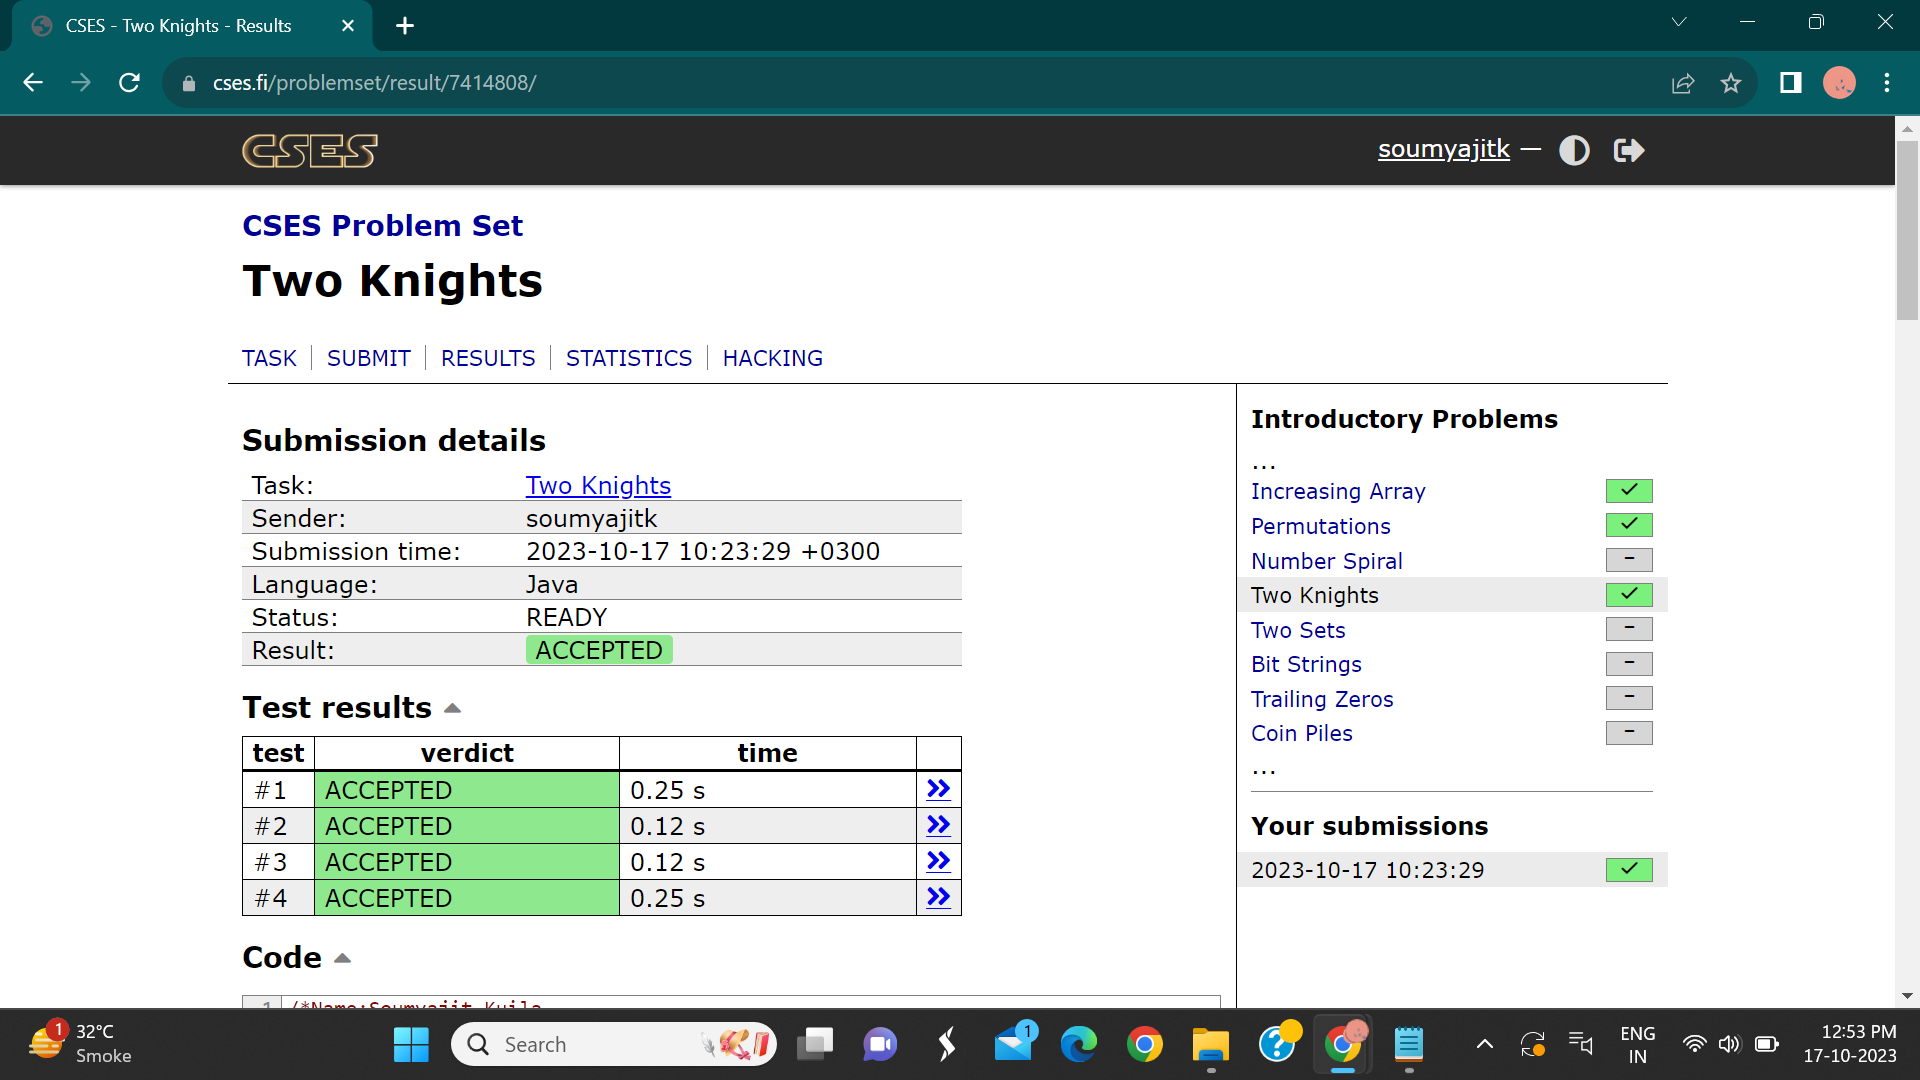 CSES - Two Knights - Results
cses.fi/problemset/result/7414808/
CSES
soumyajitk —
CSES Problem Set
Two Knights
TASK | SUBMIT | RESULTS | STATISTICS | HACKING
Submission details
Task: Two Knights
Sender: soumyajitk
Submission time: 2023-10-17 10:23:29 +0300
Language: Java
Status: READY
Result: ACCEPTED
Test results
test verdict time
#1 ACCEPTED 0.25 s
#2 ACCEPTED 0.12 s
#3 ACCEPTED 0.12 s
#4 ACCEPTED 0.25 s
Code
1 /*Name:Soumyajit Kuila
Introductory Problems
...
Increasing Array
Permutations
Number Spiral -
Two Knights
Two Sets -
Bit Strings -
Trailing Zeros -
Coin Piles -
...
Your submissions
2023-10-17 10:23:29
1
32°C
Smoke
Search
1
ENG
IN
12:53 PM
17-10-2023